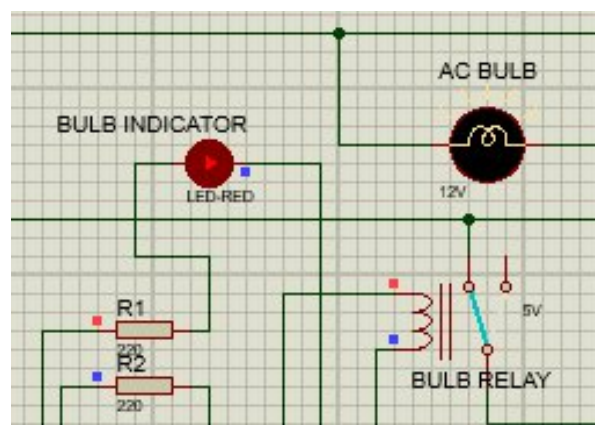 AC BULB
BULB INDICATOR
LED-RED
12V
R1
220
R2
220
5V
BULB RELAY